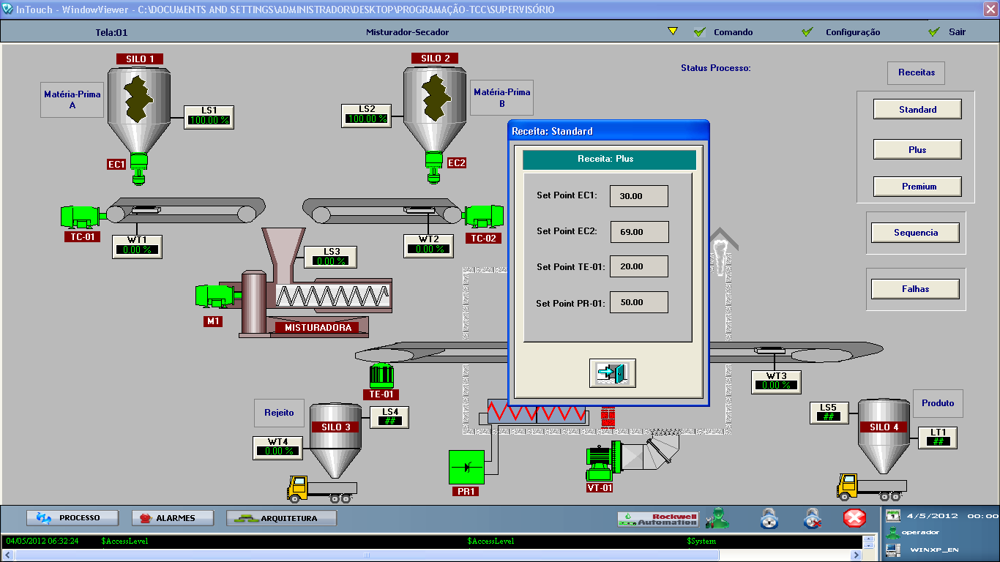 InTouch - WindowViewer - C:\DOCUMENTS AND SETTINGS\ADMINISTRADOR\DESKTOP\PROGRAMAÇÃO-TCC\SUPERVISÓRIO
Tela:01
Misturador-Secador
Comando
Configuração
Sair
SILO 1
SILO 2
Status Processo:
Receitas
Matéria-Prima
A
Matéria-Prima
B
LS1
100.00 %
LS2
100.00 %
Standard
Plus
Premium
EC1
EC2
Receita: Standard
Receita: Plus
Set Point EC1:
30.00
Set Point EC2:
69.00
Set Point TE-01:
20.00
Set Point PR-01:
50.00
TC-01
WT1
0.00 %
WT2
0.00 %
TC-02
Sequencia
LS3
0.00 %
Falhas
M1
MISTURADORA
TE-01
WT3
0.00 %
Rejeito
SILO 3
LS4
##
WT4
0.00 %
LS5
##
SILO 4
Produto
LT1
##
PR1
VT-01
PROCESSO
ALARMES
ARQUITETURA
Rockwell
Automation
4/5/2012 00:00
operador
WINXP_EN
04/05/2012 06:32:24 $AccessLevel $AccessLevel $System